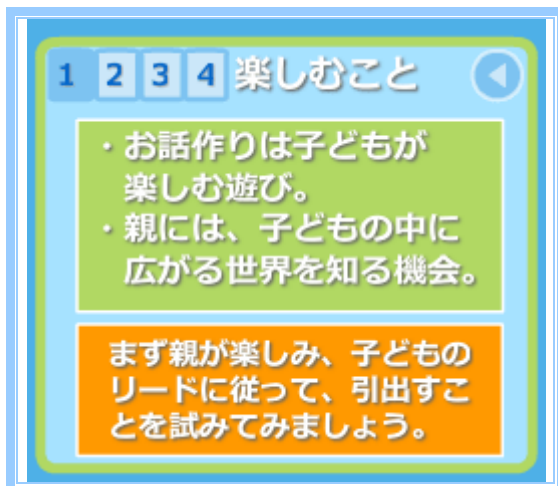 1 2 3 4 楽しむこと
・お話作りは子どもが
楽しむ遊び。
・親には、子どもの中に
広がる世界を知る機会。
まず親が楽しみ、子どもの
リードに従って、引出すこ
とを試みてみましょう。